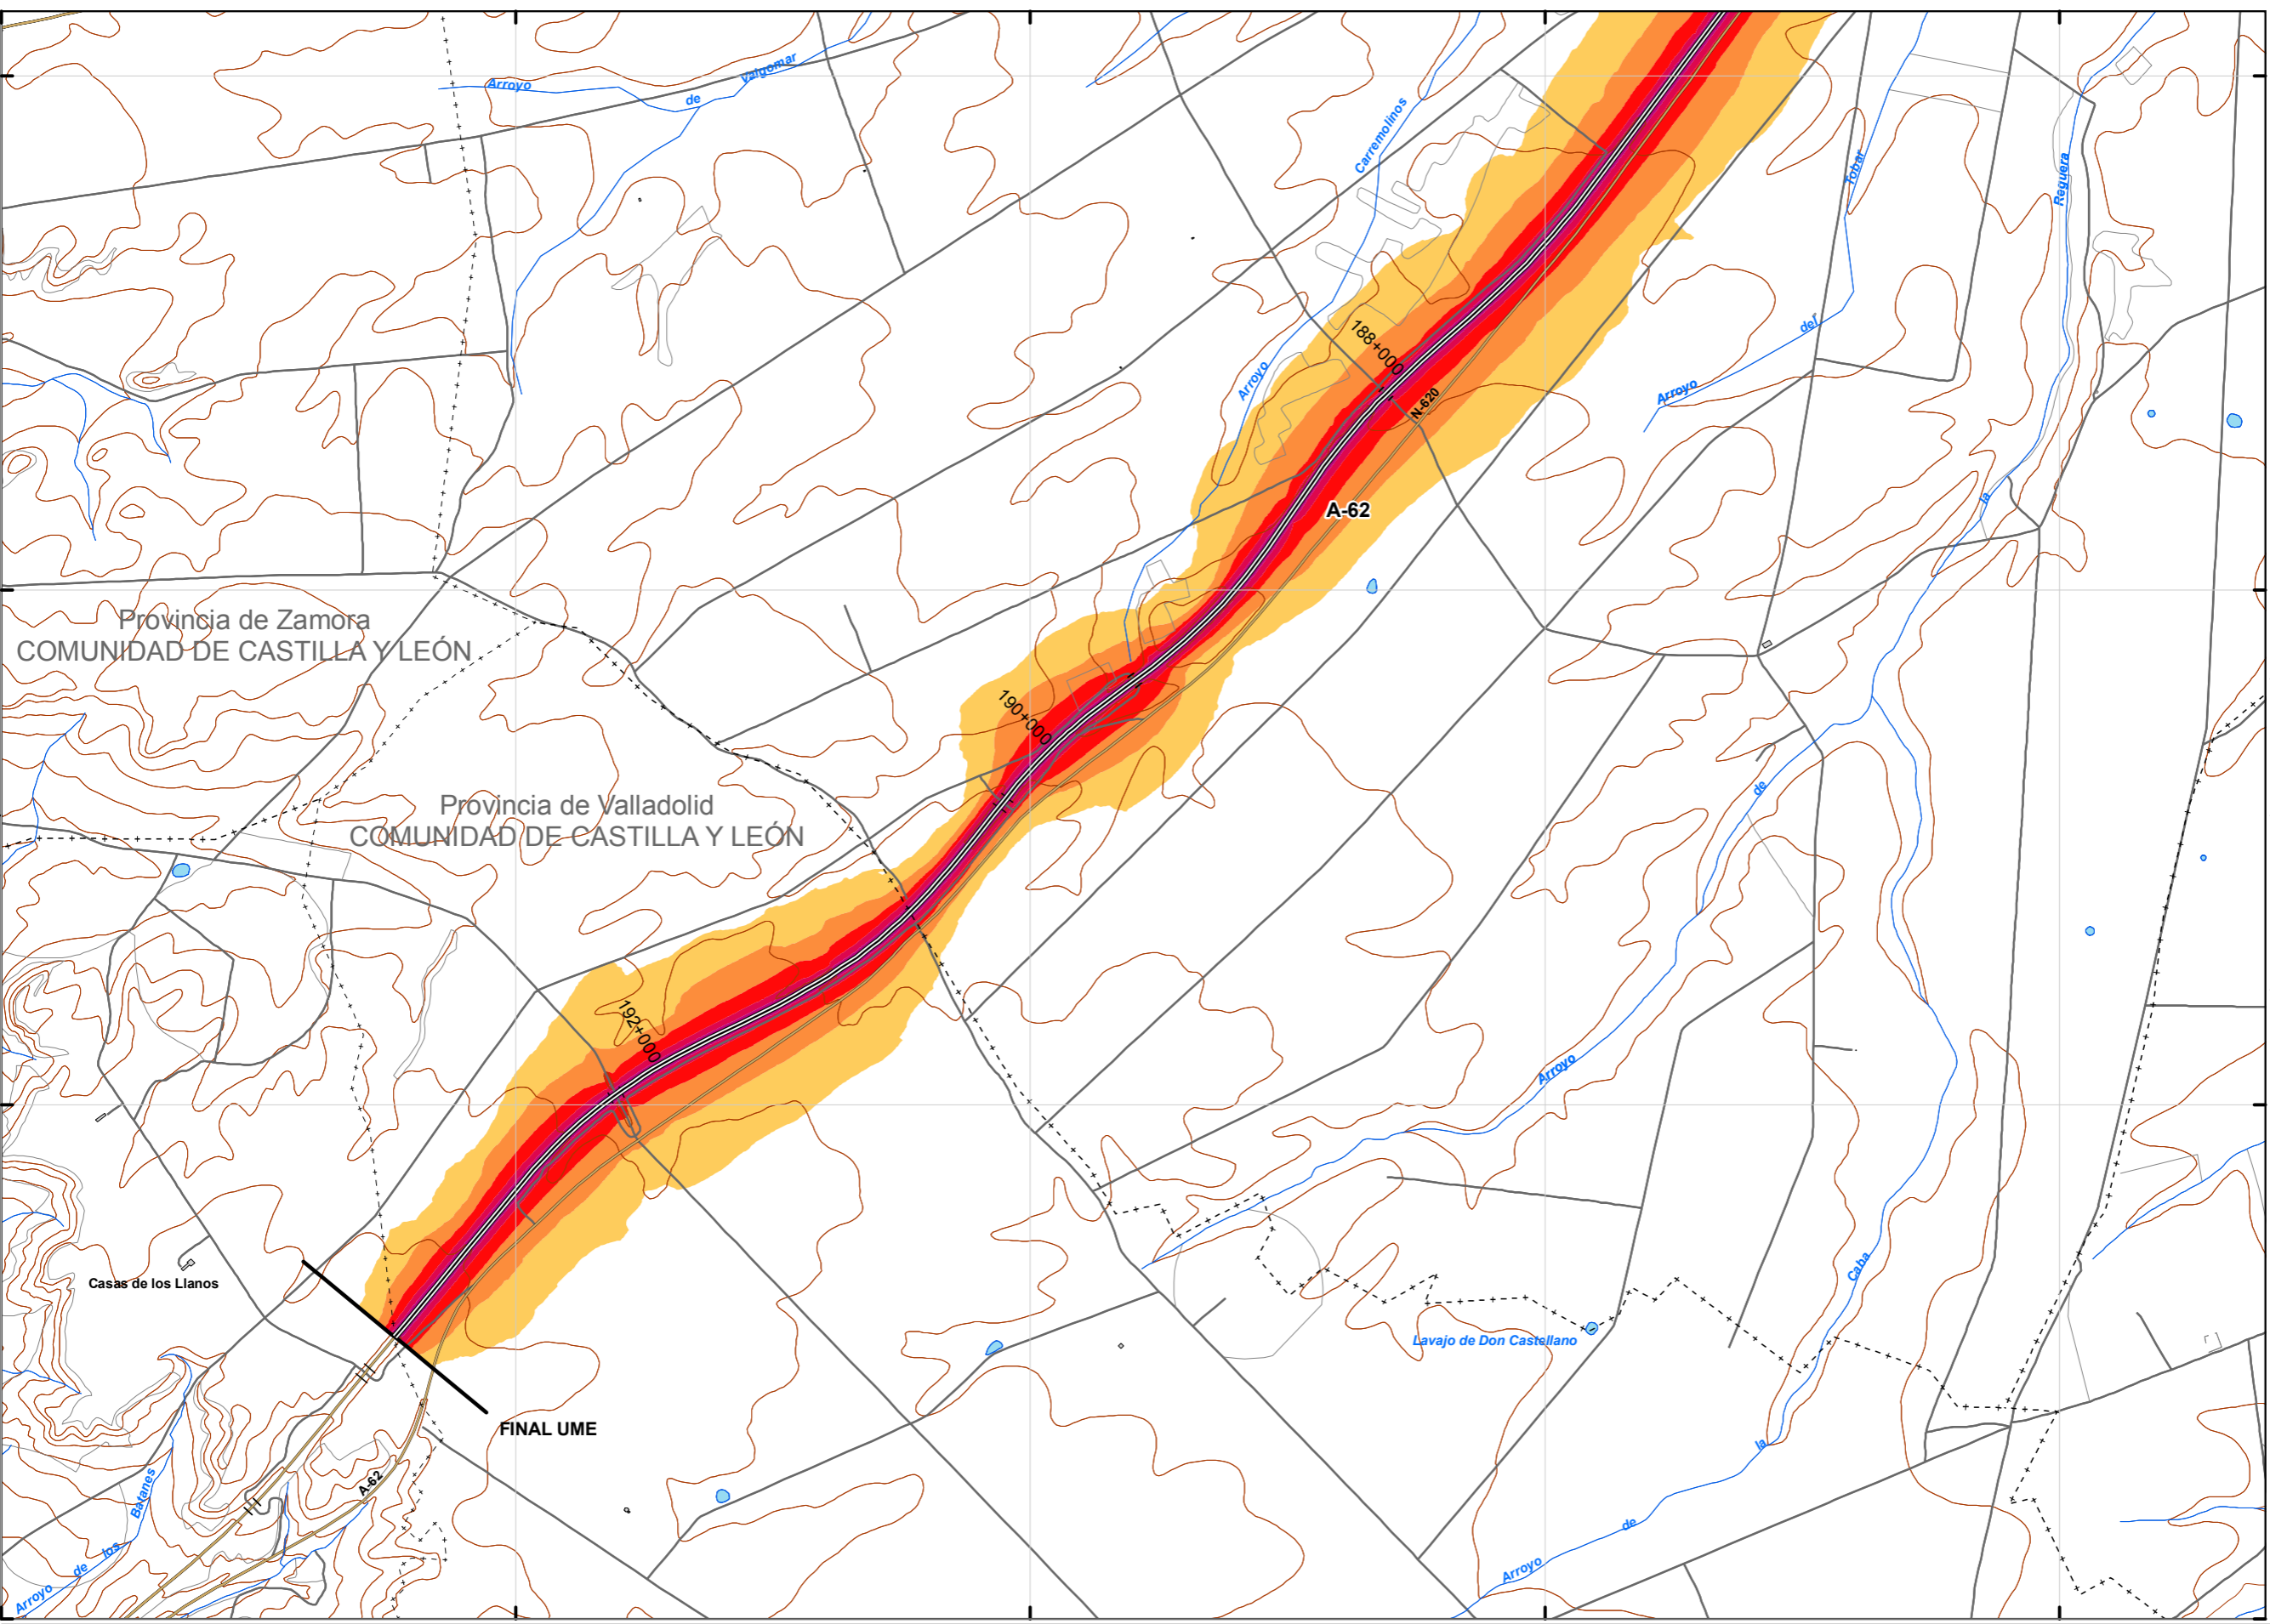 Arroyo
de
Valgomar
Carremolinos
Arroyo
Tobar
del
Arroyo
Reguera
la
188+000
N-620
A-62
Provincia de Zamora
COMUNIDAD DE CASTILLA Y LEÓN
190+000
Provincia de Valladolid
COMUNIDAD DE CASTILLA Y LEÓN
de
192+000
Arroyo
Casas de los Llanos
Caba
Lavajo de Don Castellano
FINAL UME
la
A-62
Batanes
de
los
Arroyo
de
Arroyo